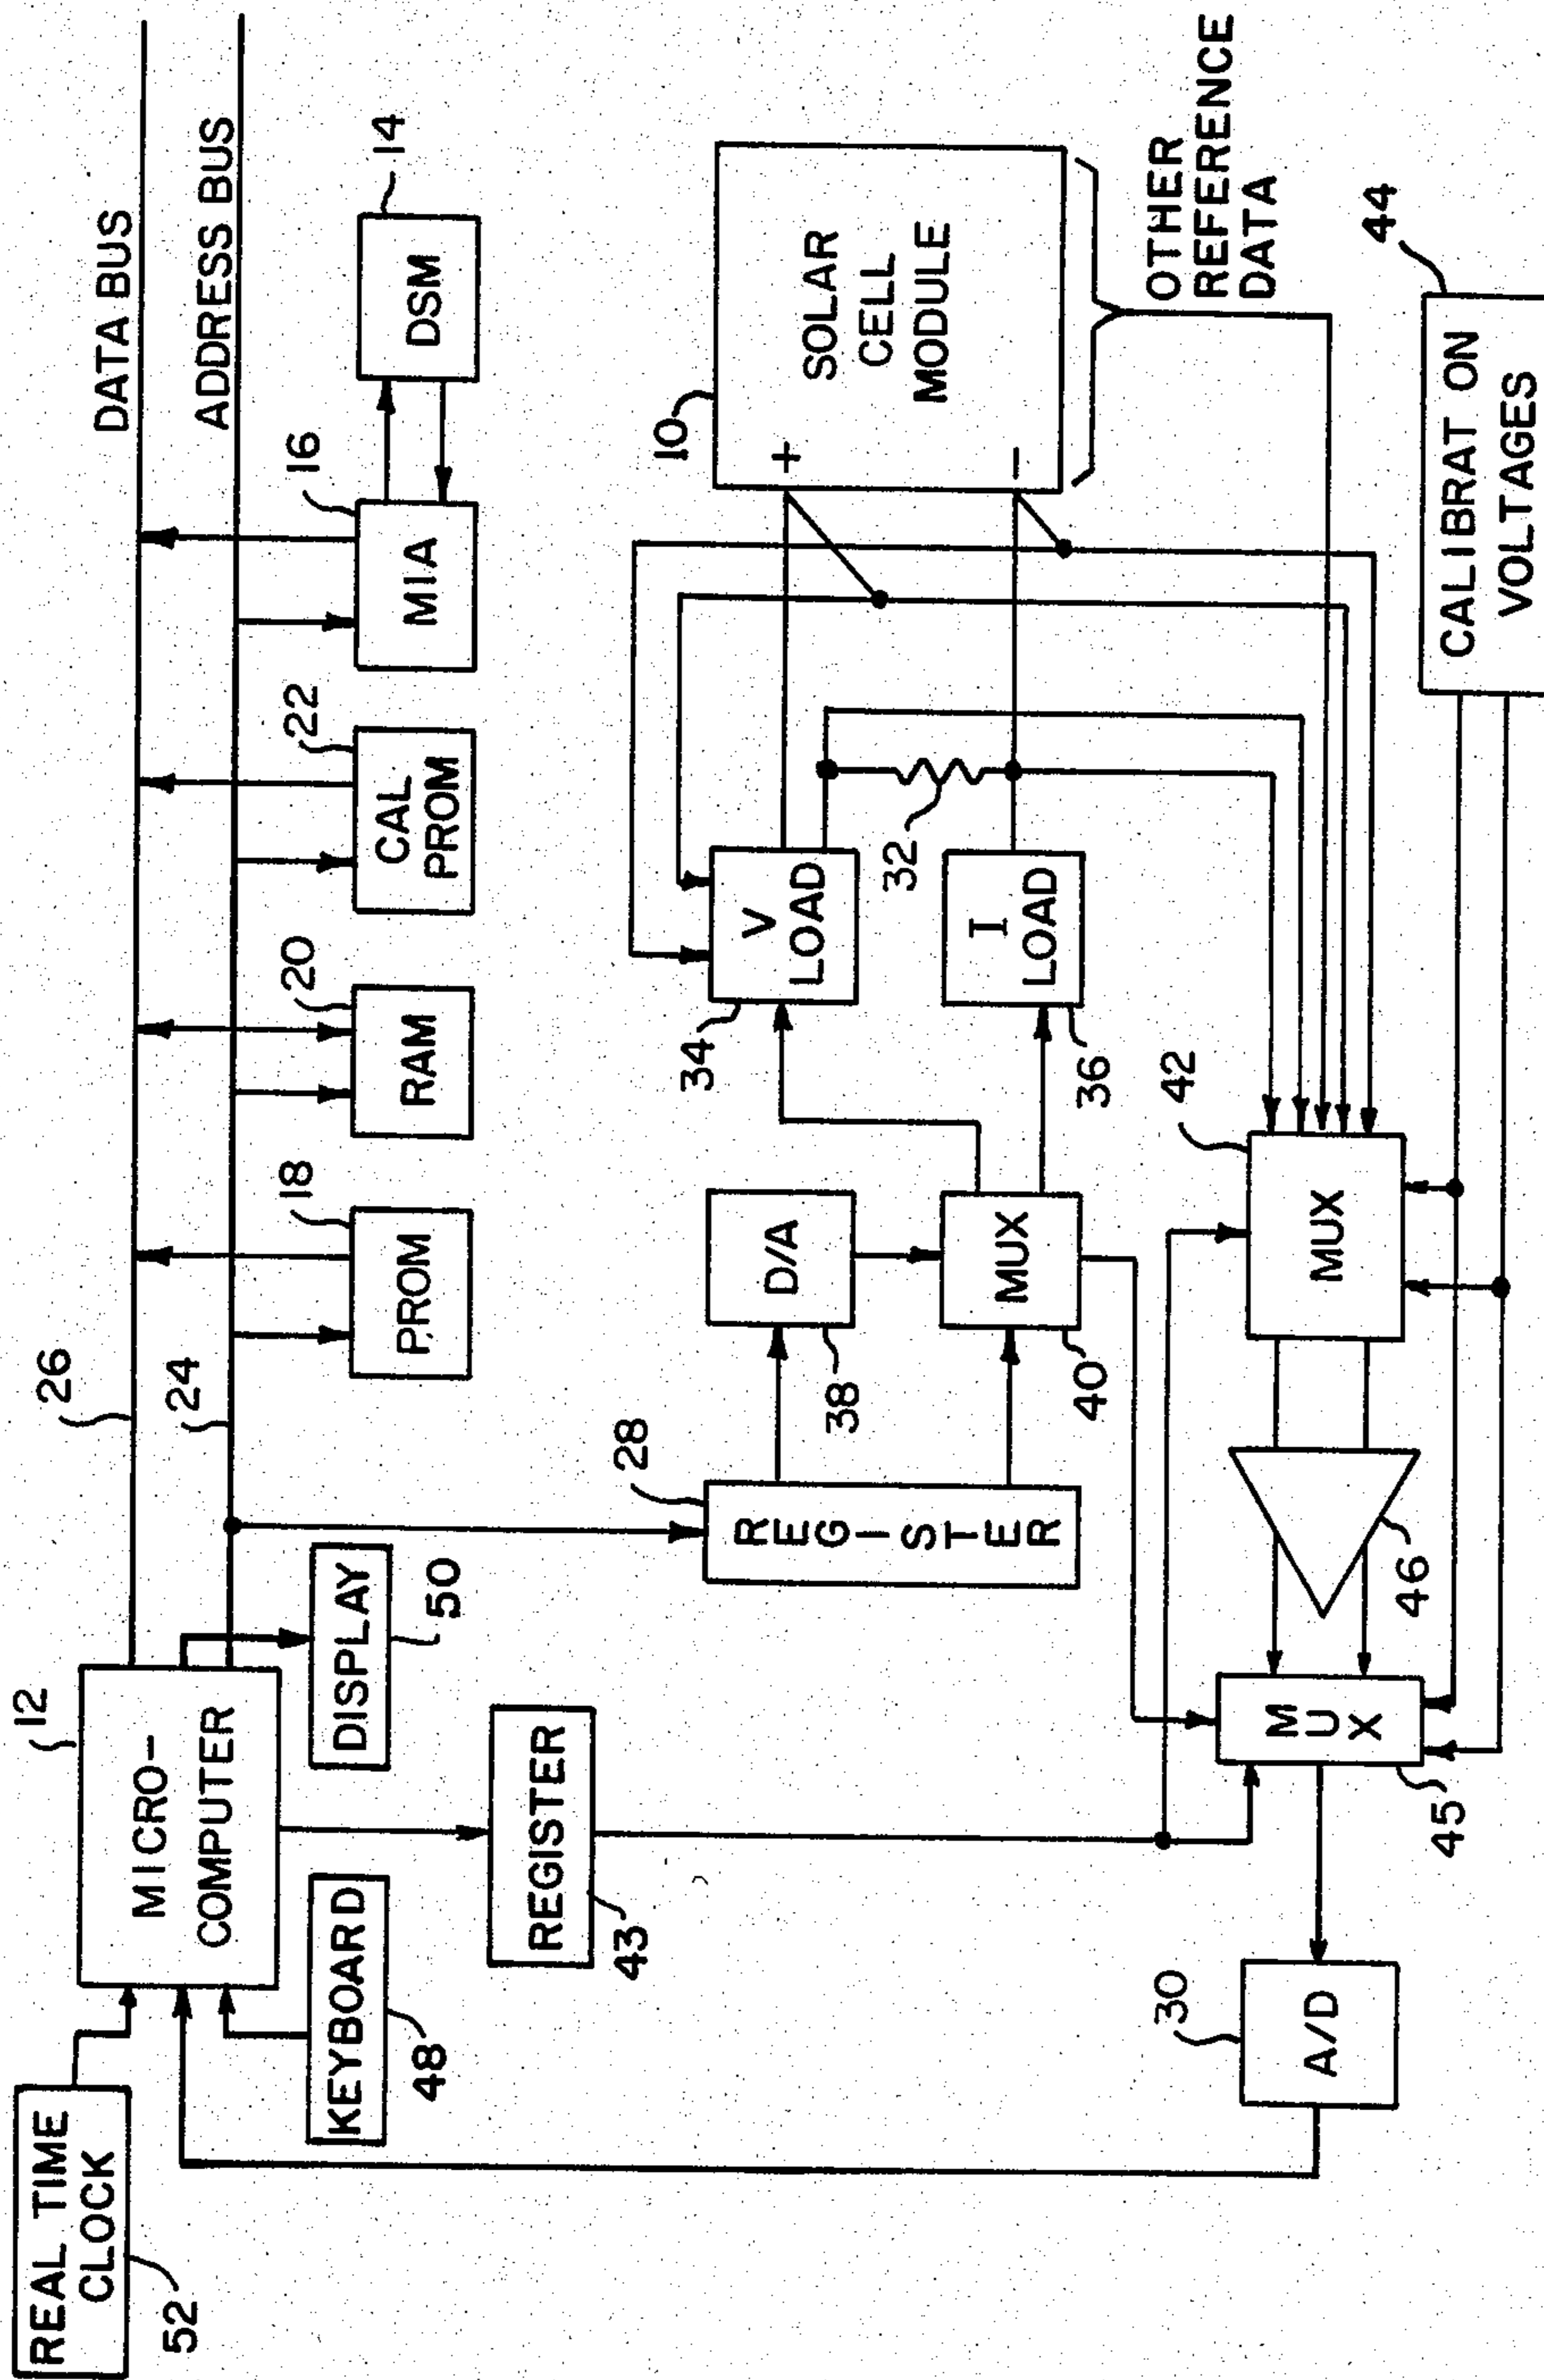 REAL TIME
CLOCK
52
12
MICRO-
COMPUTER
26
24
DATA BUS
ADDRESS BUS
KEYBOARD
48
DISPLAY
50
18
PROM
20
RAM
22
CAL
PROM
16
MIA
14
DSM
REGISTER
43
28
REGISTER
D/A
38
MUX
40
34
V
LOAD
32
I
LOAD
36
10
+
-
SOLAR
CELL
MODULE
OTHER
REFERENCE
DATA
30
A/D
MUX
45
46
42
MUX
44
CALIBRAT ON
VOLTAGES